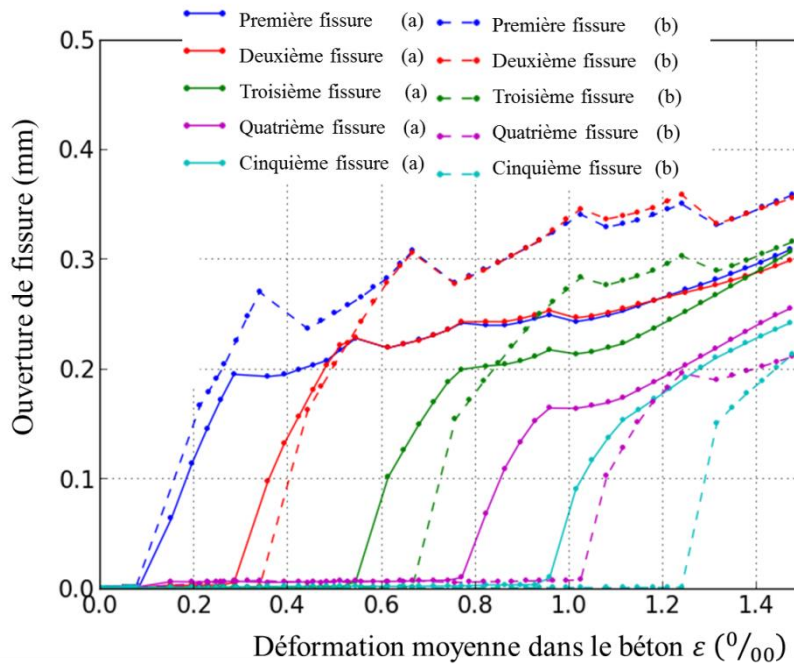 Première fissure (a) Première fissure (b)
Deuxième fissure (a) Deuxième fissure (b)
Troisième fissure (a) Troisième fissure (b)
Quatrième fissure (a) Quatrième fissure (b)
Cinquième fissure (a) Cinquième fissure (b)
Ouverture de fissure (mm)
0.5
0.4
0.3
0.2
0.1
0.0
0.0 0.2 0.4 0.6 0.8 1.0 1.2 1.4
Déformation moyenne dans le béton ε (⁰/₀₀)